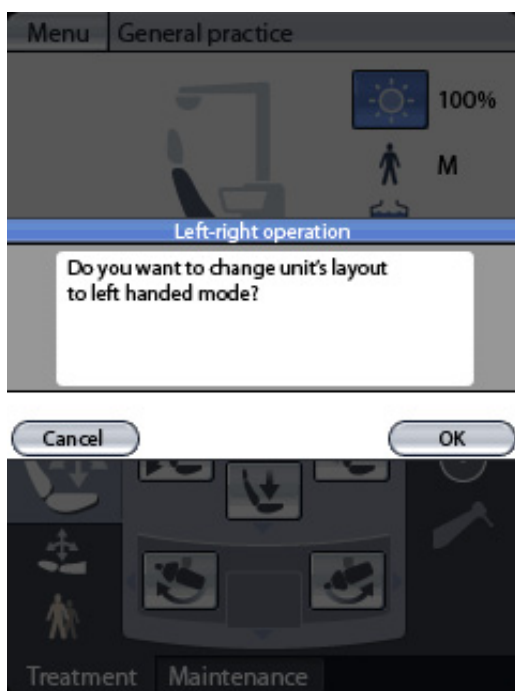 Menu General practice
100%
M
Left-right operation
Do you want to change unit's layout
to left handed mode?
Cancel OK
Treatment Maintenance